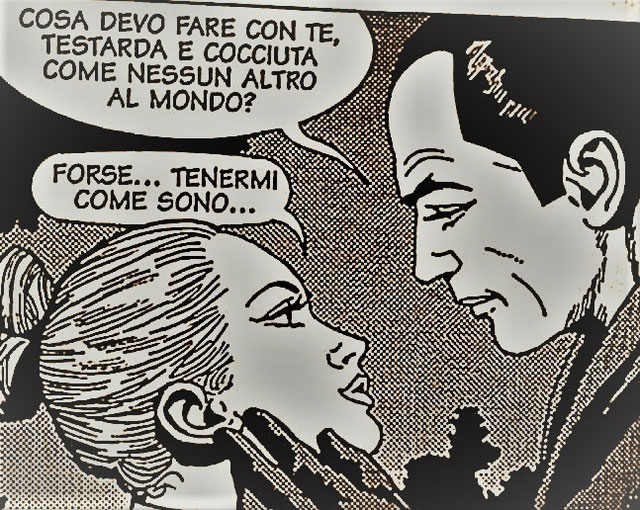 COSA DEVO FARE CON TE,
TESTARDA E COCCIUTA
COME NESSUN ALTRO
AL MONDO?
FORSE... TENERMI
COME SONO...